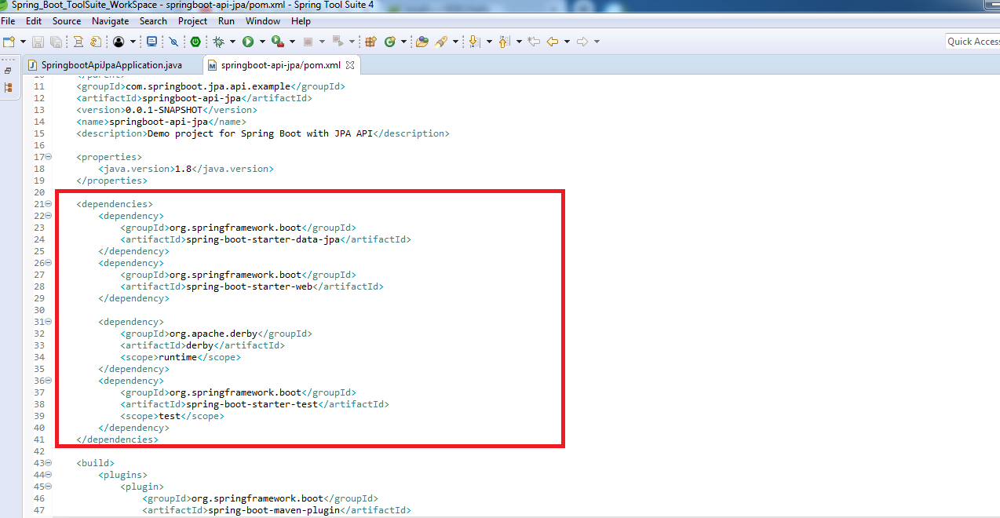 Spring_Boot_ToolSuite_WorkSpace - springboot-api-jpa/pom.xml - Spring Tool Suite 4
File Edit Source Navigate Search Project Run Window Help
Quick Access
SpringbootApiJpaApplication.java springboot-api-jpa/pom.xml
10 </parent>
11 <groupId>com.springboot.jpa.api.example</groupId>
12 <artifactId>springboot-api-jpa</artifactId>
13 <version>0.0.1-SNAPSHOT</version>
14 <name>springboot-api-jpa</name>
15 <description>Demo project for Spring Boot with JPA API</description>
16
17 <properties>
18 <java.version>1.8</java.version>
19 </properties>
20
21 <dependencies>
22 <dependency>
23 <groupId>org.springframework.boot</groupId>
24 <artifactId>spring-boot-starter-data-jpa</artifactId>
25 </dependency>
26 <dependency>
27 <groupId>org.springframework.boot</groupId>
28 <artifactId>spring-boot-starter-web</artifactId>
29 </dependency>
30
31 <dependency>
32 <groupId>org.apache.derby</groupId>
33 <artifactId>derby</artifactId>
34 <scope>runtime</scope>
35 </dependency>
36 <dependency>
37 <groupId>org.springframework.boot</groupId>
38 <artifactId>spring-boot-starter-test</artifactId>
39 <scope>test</scope>
40 </dependency>
41 </dependencies>
42
43 <build>
44 <plugins>
45 <plugin>
46 <groupId>org.springframework.boot</groupId>
47 <artifactId>spring-boot-maven-plugin</artifactId>